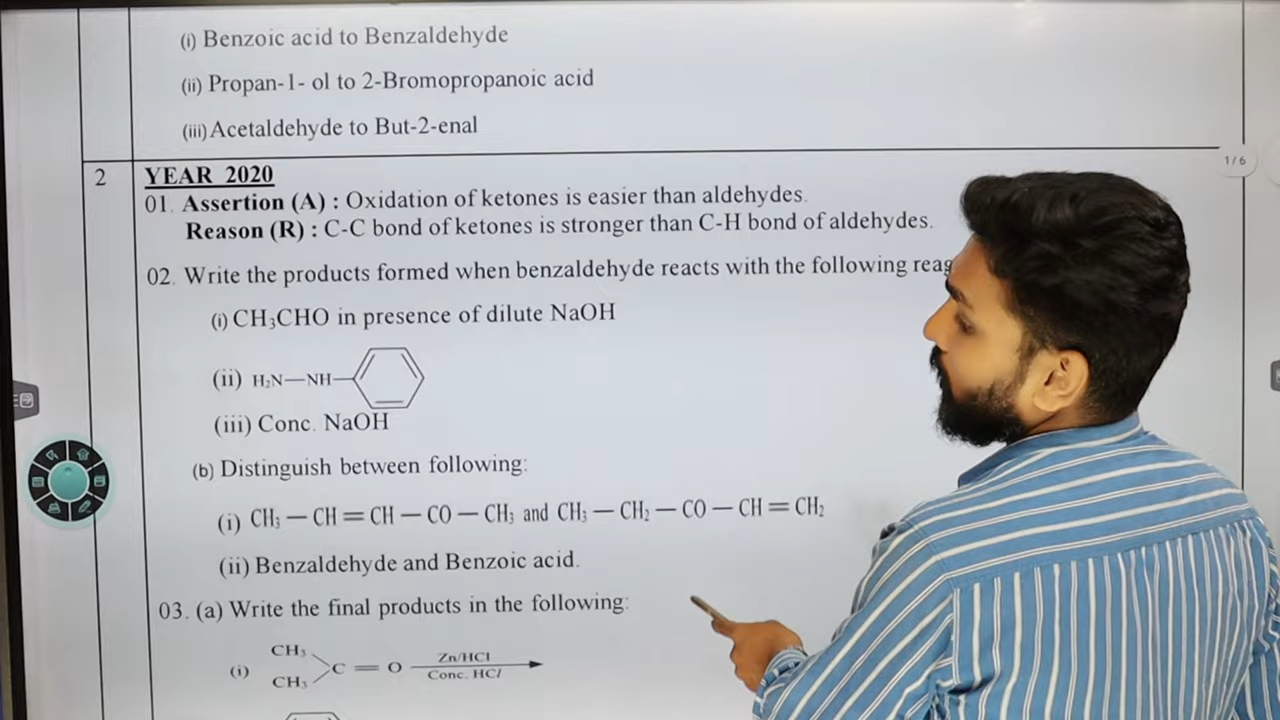 (i) Benzoic acid to Benzaldehyde
(ii) Propan-1- ol to 2-Bromopropanoic acid
(iii) Acetaldehyde to But-2-enal
1/6
2
YEAR 2020
01. Assertion (A) : Oxidation of ketones is easier than aldehydes.
Reason (R) : C-C bond of ketones is stronger than C-H bond of aldehydes.
02. Write the products formed when benzaldehyde reacts with the following
(i) CH₃CHO in presence of dilute NaOH
(ii) H₂N—NH—
(iii) Conc. NaOH
(b) Distinguish between following:
(i) CH₃ — CH = CH — CO — CH₃ and CH₃ — CH₂ — CO — CH = CH₂
(ii) Benzaldehyde and Benzoic acid.
03. (a) Write the final products in the following:
(i) CH₃ CH₃ C = O Zn/HCl Conc. HCl